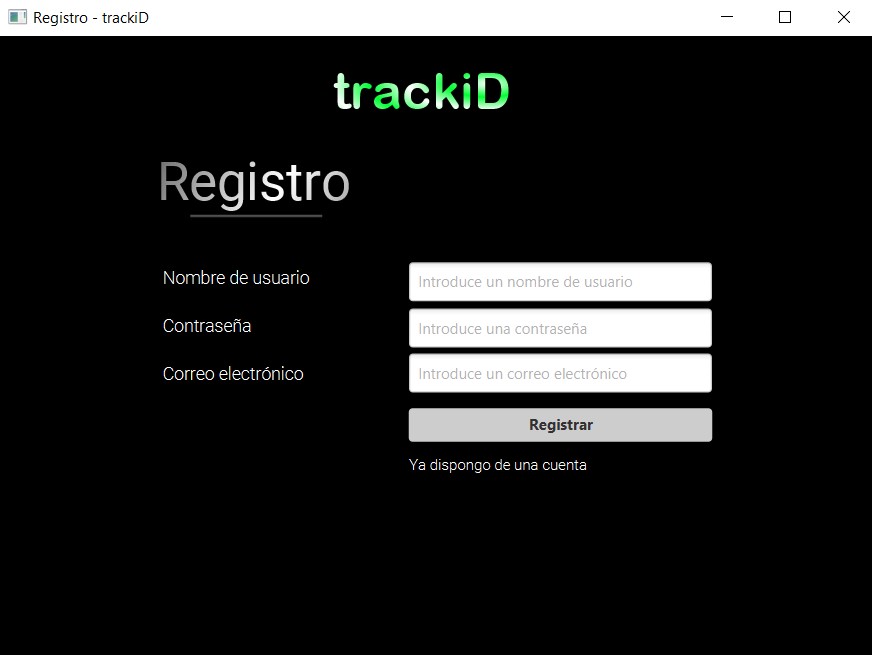 Registro - trackiD
trackiD
Registro
Nombre de usuario
Introduce un nombre de usuario
Contraseña
Introduce una contraseña
Correo electrónico
Introduce un correo electrónico
Registrar
Ya dispongo de una cuenta